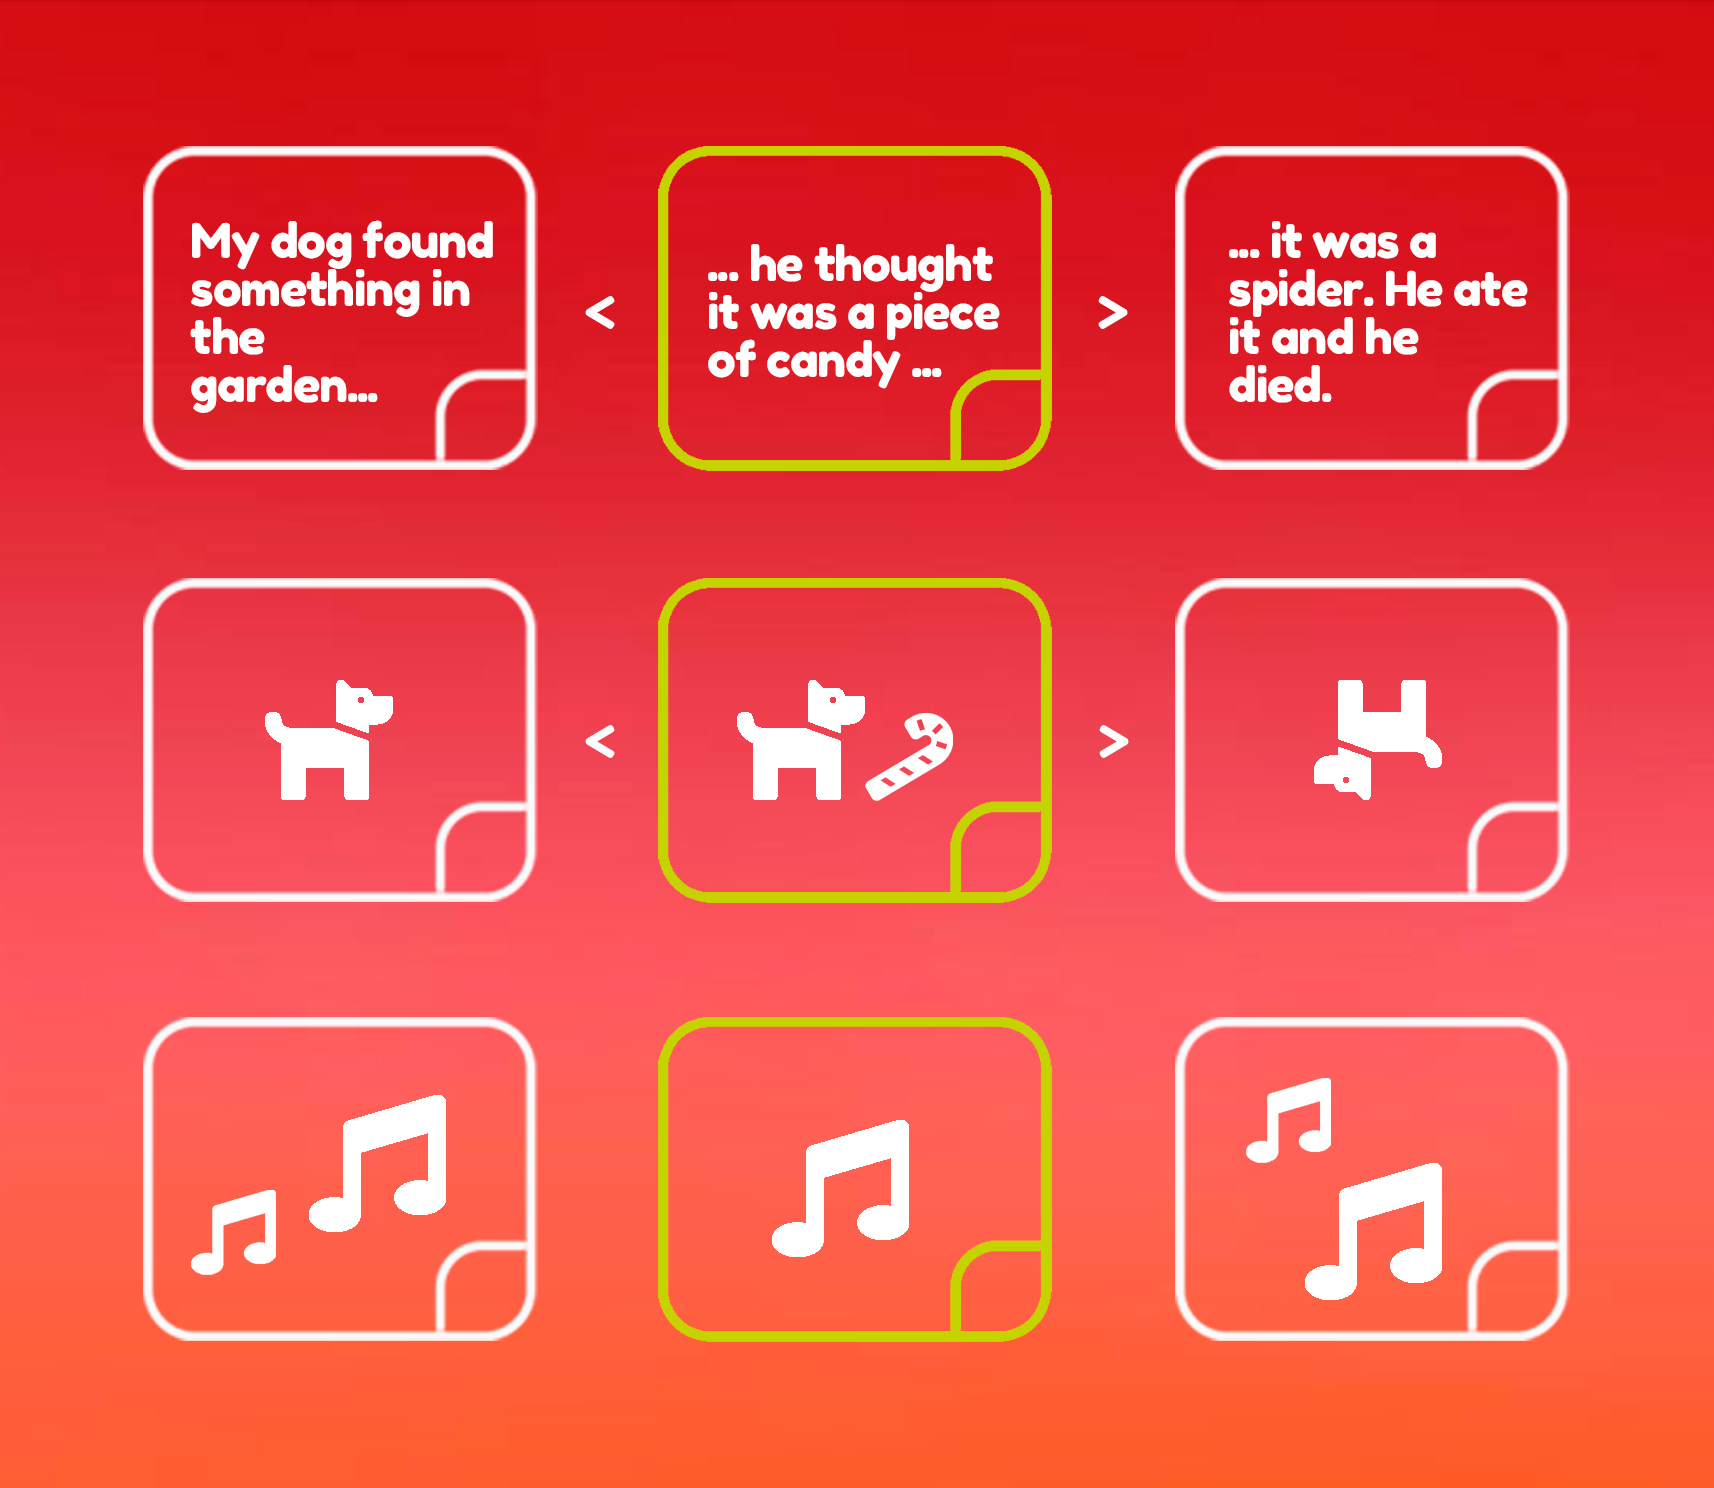 My dog found
something in
the
garden...
<
... he thought
it was a piece
of candy ...
>
... it was a
spider. He ate
it and he
died.
<
>